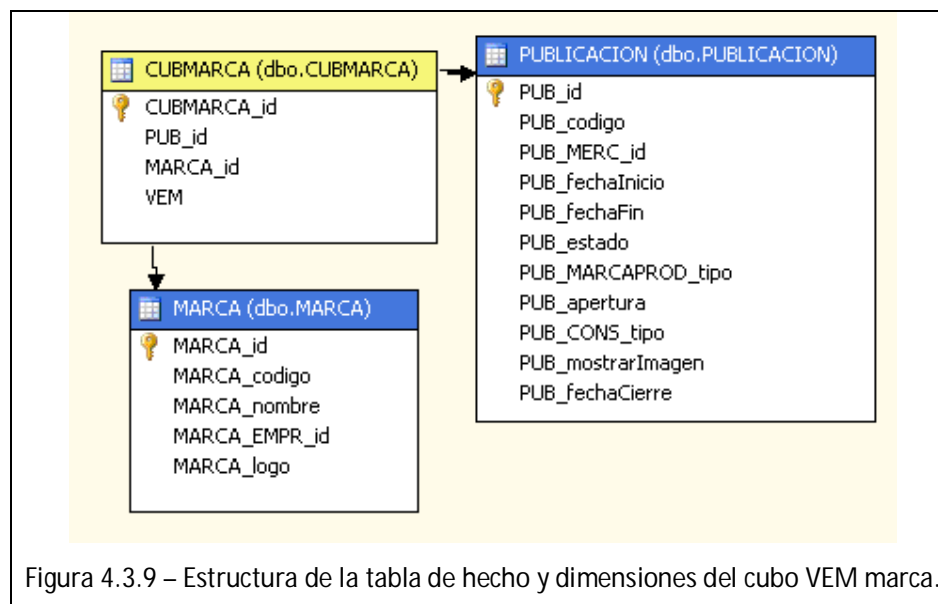 CUBMARCA (dbo.CUBMARCA)
CUBMARCA_id
PUB_id
MARCA_id
VEM
PUBLICACION (dbo.PUBLICACION)
PUB_id
PUB_codigo
PUB_MERC_id
PUB_fechaInicio
PUB_fechaFin
PUB_estado
PUB_MARCAPROD_tipo
PUB_apertura
PUB_CONS_tipo
PUB_mostrarImagen
PUB_fechaCierre
MARCA (dbo.MARCA)
MARCA_id
MARCA_codigo
MARCA_nombre
MARCA_EMPR_id
MARCA_logo
Figura 4.3.9 – Estructura de la tabla de hecho y dimensiones del cubo VEM marca.